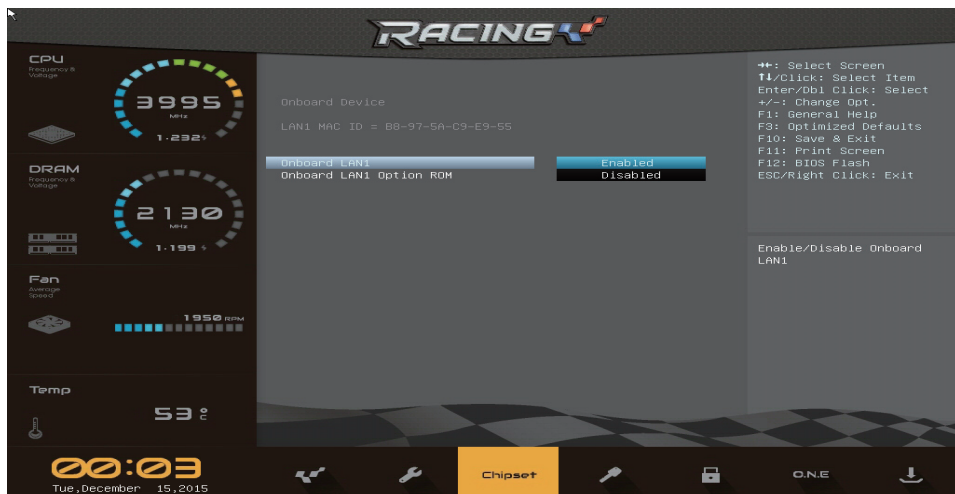 RACING
CPU
Frequency &
Voltage
3995
MHz
1.232
DRAM
Frequency &
Voltage
2130
MHz
1.199
Fan
Average
Speed
1950 RPM
Temp
53 °C
00:03
Tue,December 15,2015
Onboard Device
LAN1 MAC ID = B8-97-5A-C9-E9-55
Onboard LAN1 Enabled
Onboard LAN1 Option ROM Disabled
→←: Select Screen
↑↓/Click: Select Item
Enter/Dbl Click: Select
+/-: Change Opt.
F1: General Help
F3: Optimized Defaults
F10: Save & Exit
F11: Print Screen
F12: BIOS Flash
ESC/Right Click: Exit
Enable/Disable Onboard
LAN1
Chipset
O.N.E